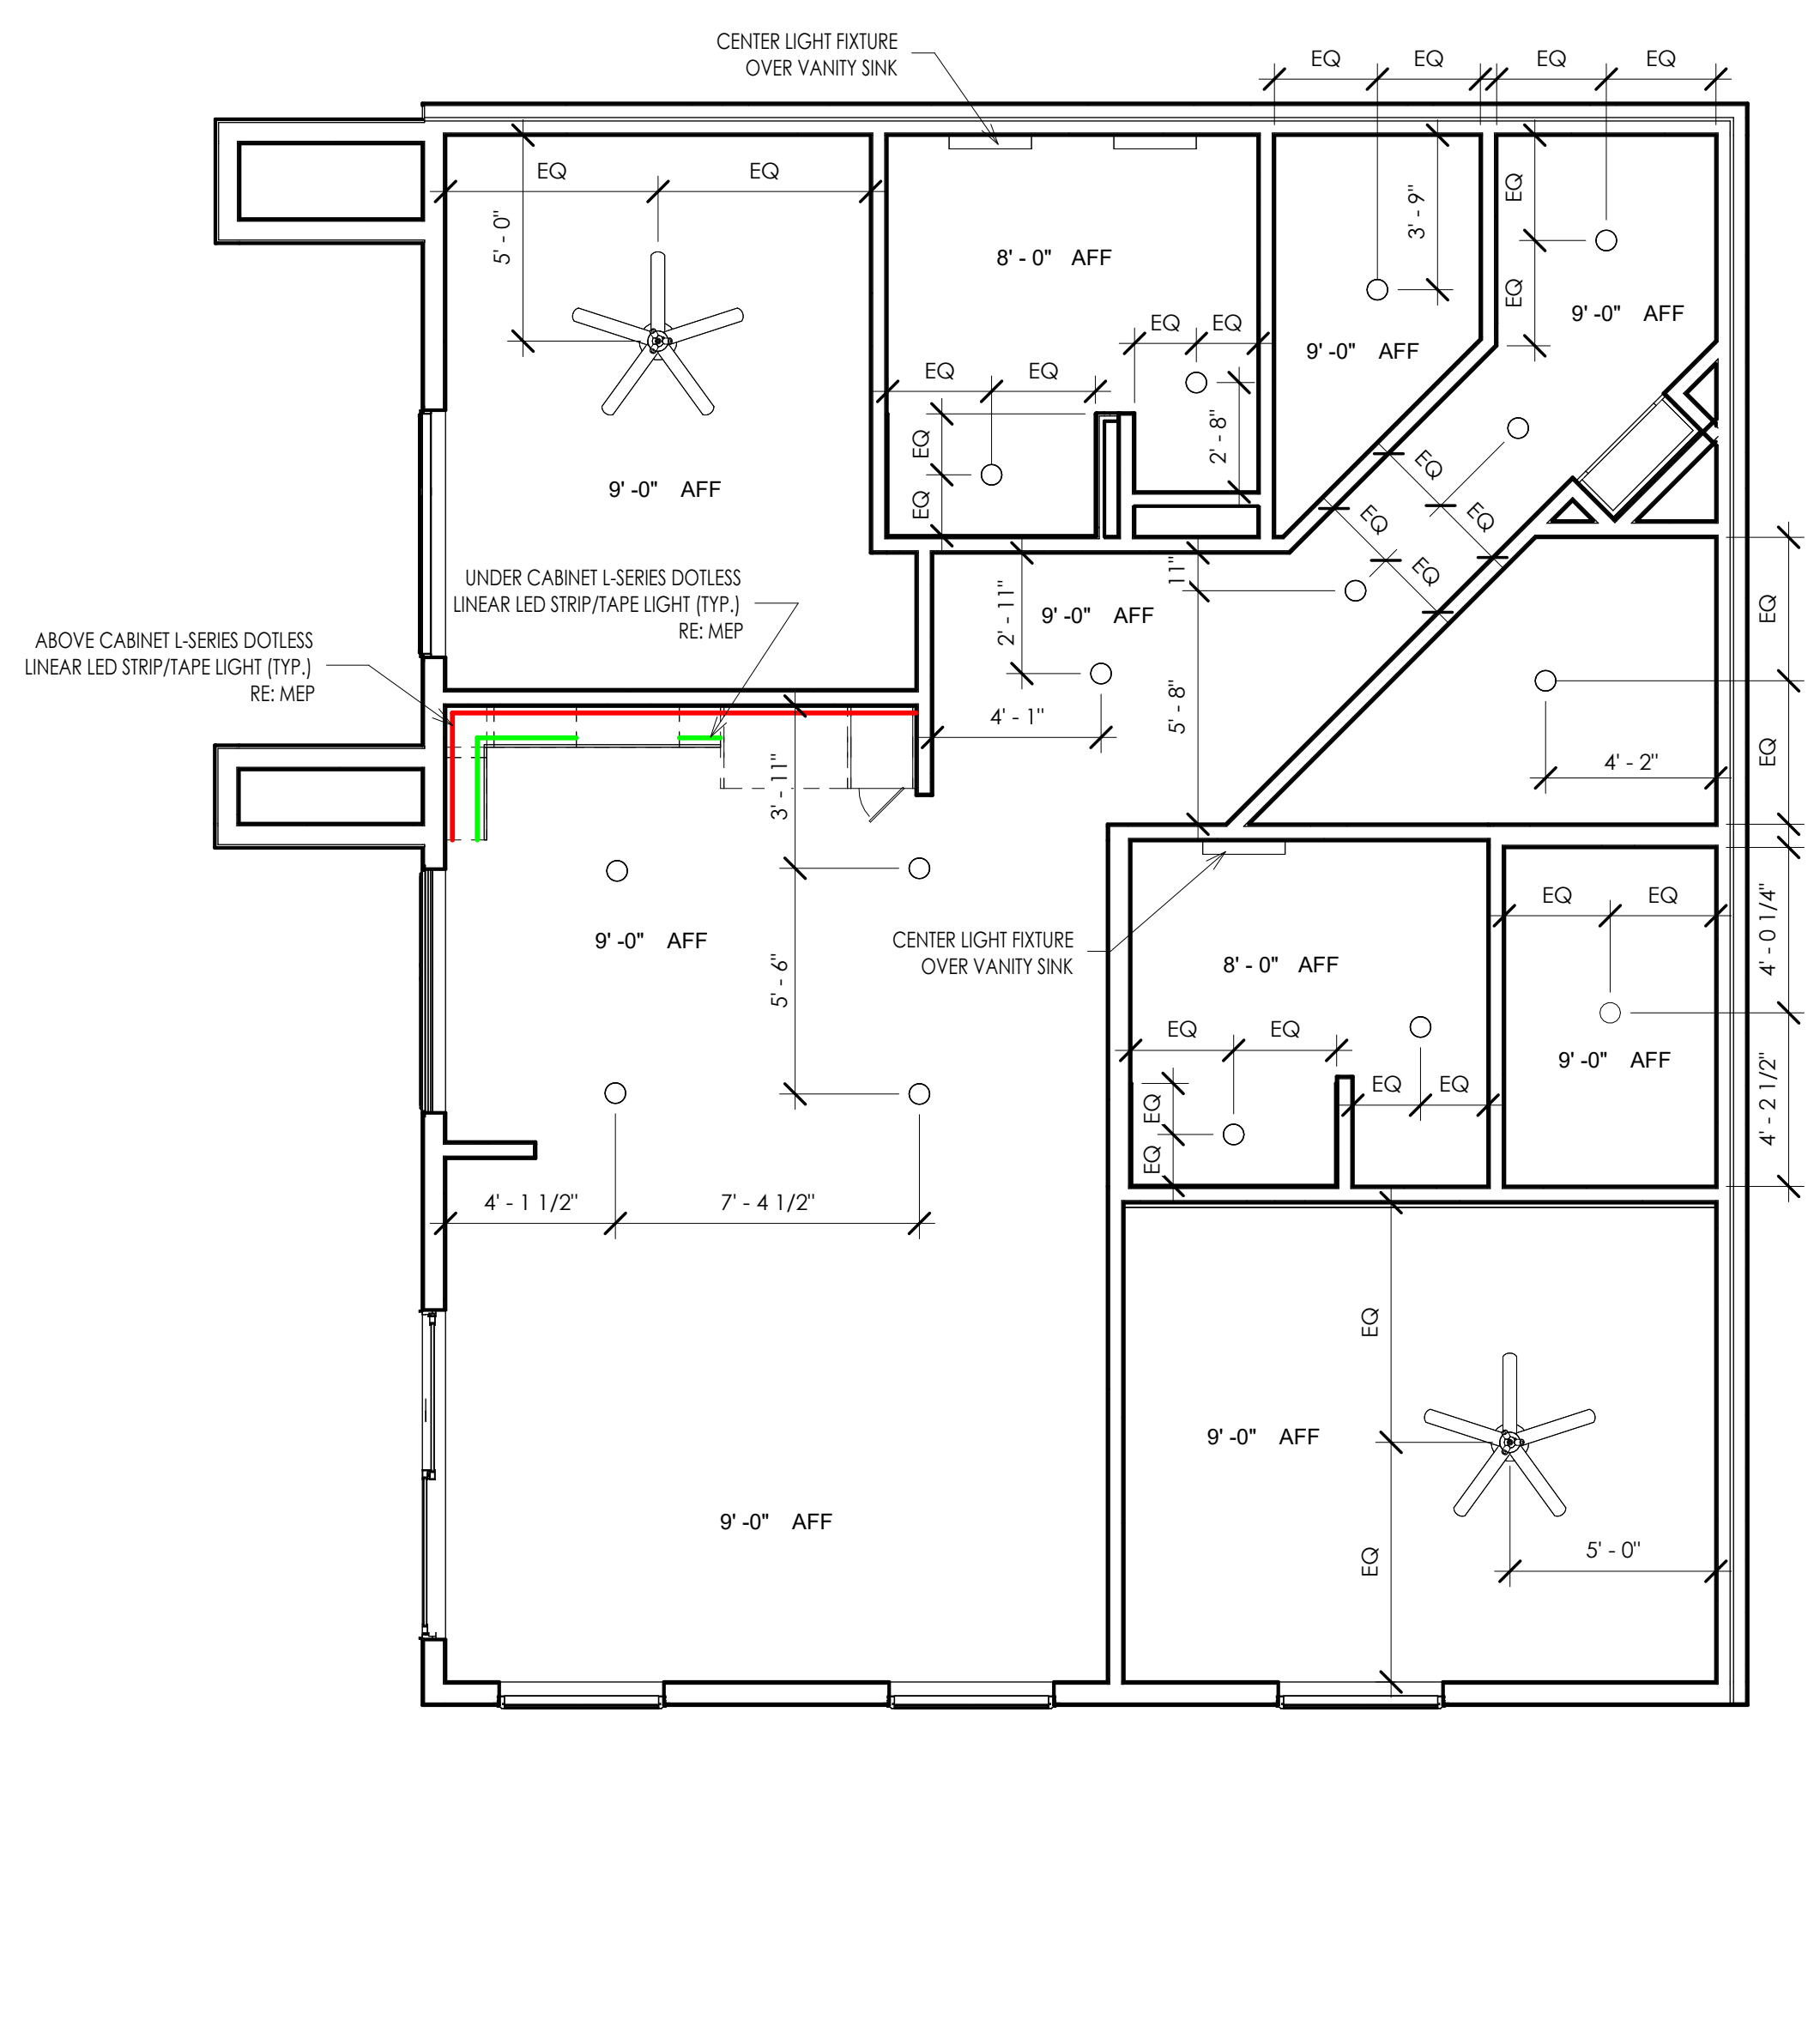 CENTER LIGHT FIXTURE
OVER VANITY SINK
EQ EQ EQ EQ
EQ EQ
5' - 0"
8' - 0" AFF
3' - 9"
EQ
EQ
9' -0" AFF
9' -0" AFF
EQ EQ
EQ EQ
2' - 8"
EQ
EQ
9' -0" AFF
EQ
EQ
EQ
EQ
UNDER CABINET L-SERIES DOTLESS
LINEAR LED STRIP/TAPE LIGHT (TYP.)
RE: MEP
ABOVE CABINET L-SERIES DOTLESS
LINEAR LED STRIP/TAPE LIGHT (TYP.)
RE: MEP
2' - 11"
9' -0" AFF
11"
5' - 8"
4' - 1"
EQ
EQ
4' - 2"
3' - 11"
5' - 6"
9' -0" AFF
CENTER LIGHT FIXTURE
OVER VANITY SINK
8' - 0" AFF
EQ EQ
4' - 0 1/4"
4' - 2 1/2"
9' -0" AFF
EQ EQ
EQ EQ
EQ
EQ
4' - 1 1/2"
7' - 4 1/2"
EQ
EQ
9' -0" AFF
5' - 0"
9' -0" AFF